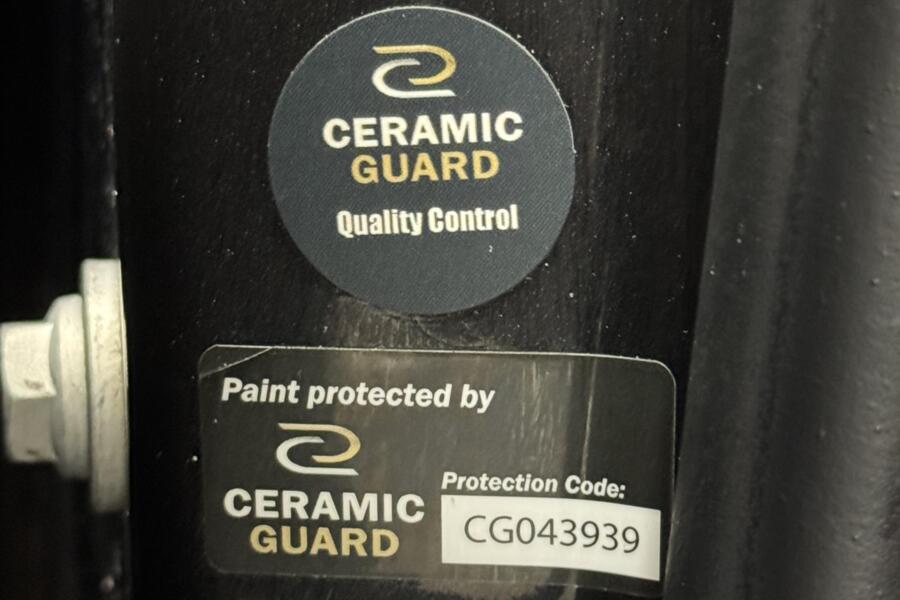 CERAMIC
GUARD
Quality Control
Paint protected by
CERAMIC
GUARD
Protection Code:
CG043939